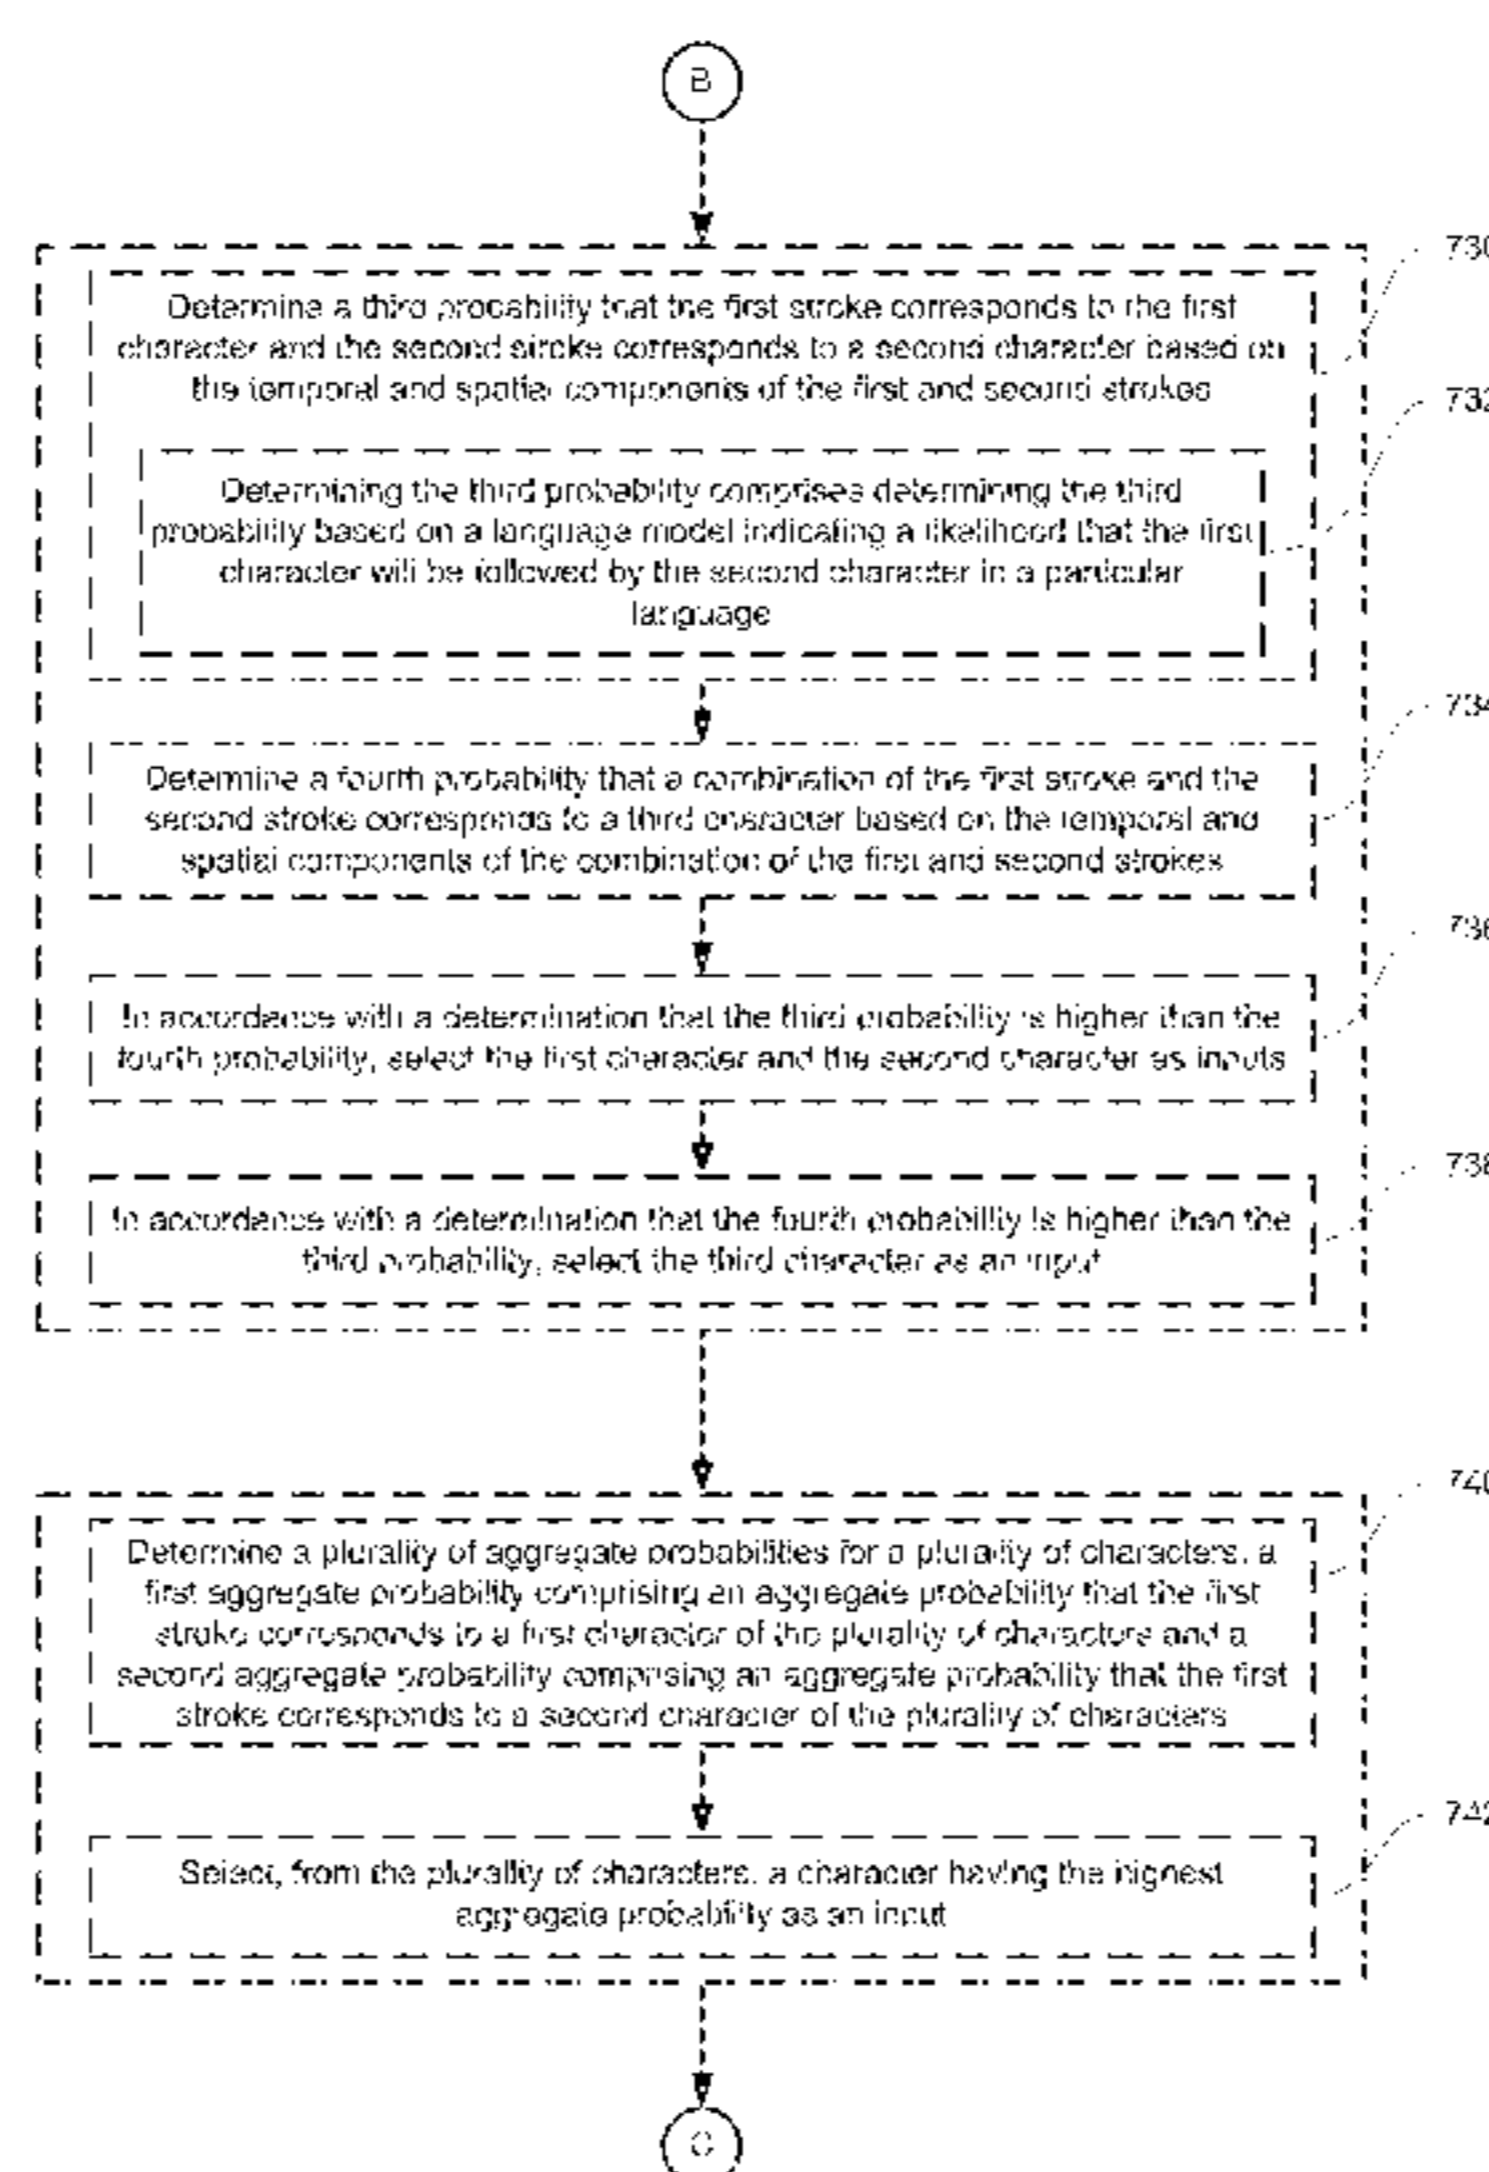 B
730
Determine a third probability that the first stroke corresponds to the first
character and the second stroke corresponds to a second character based on
the temporal and spatial components of the first and second strokes
732
Determining the third probability comprises determining the third
probability based on a language model indicating a likelihood that the first
character will be followed by the second character in a particular
language
734
Determine a fourth probability that a combination of the first stroke and the
second stroke corresponds to a third character based on the temporal and
spatial components of the combination of the first and second strokes
736
In accordance with a determination that the third probability is higher than the
fourth probability, select the first character and the second character as inputs
738
In accordance with a determination that the fourth probability is higher than the
third probability, select the third character as an input
740
Determine a plurality of aggregate probabilities for a plurality of characters, a
first aggregate probability comprising an aggregate probability that the first
stroke corresponds to a first character of the plurality of characters and a
second aggregate probability comprising an aggregate probability that the first
stroke corresponds to a second character of the plurality of characters
742
Select, from the plurality of characters, a character having the highest
aggregate probability as an input
C